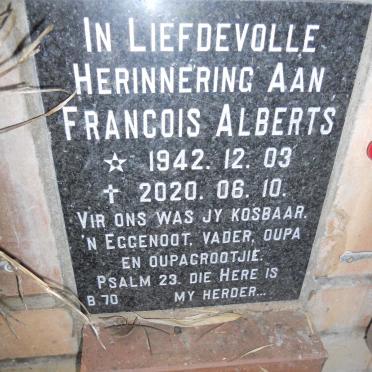 In Liefdevolle
Herinnering Aan
Francois Alberts
☆ 1942. 12. 03
✝ 2020. 06. 10.
Vir ons was jy kosbaar.
'n Eggenoot, vader, oupa
en oupagrootjie.
Psalm 23. Die Here is
B.70 my herder...